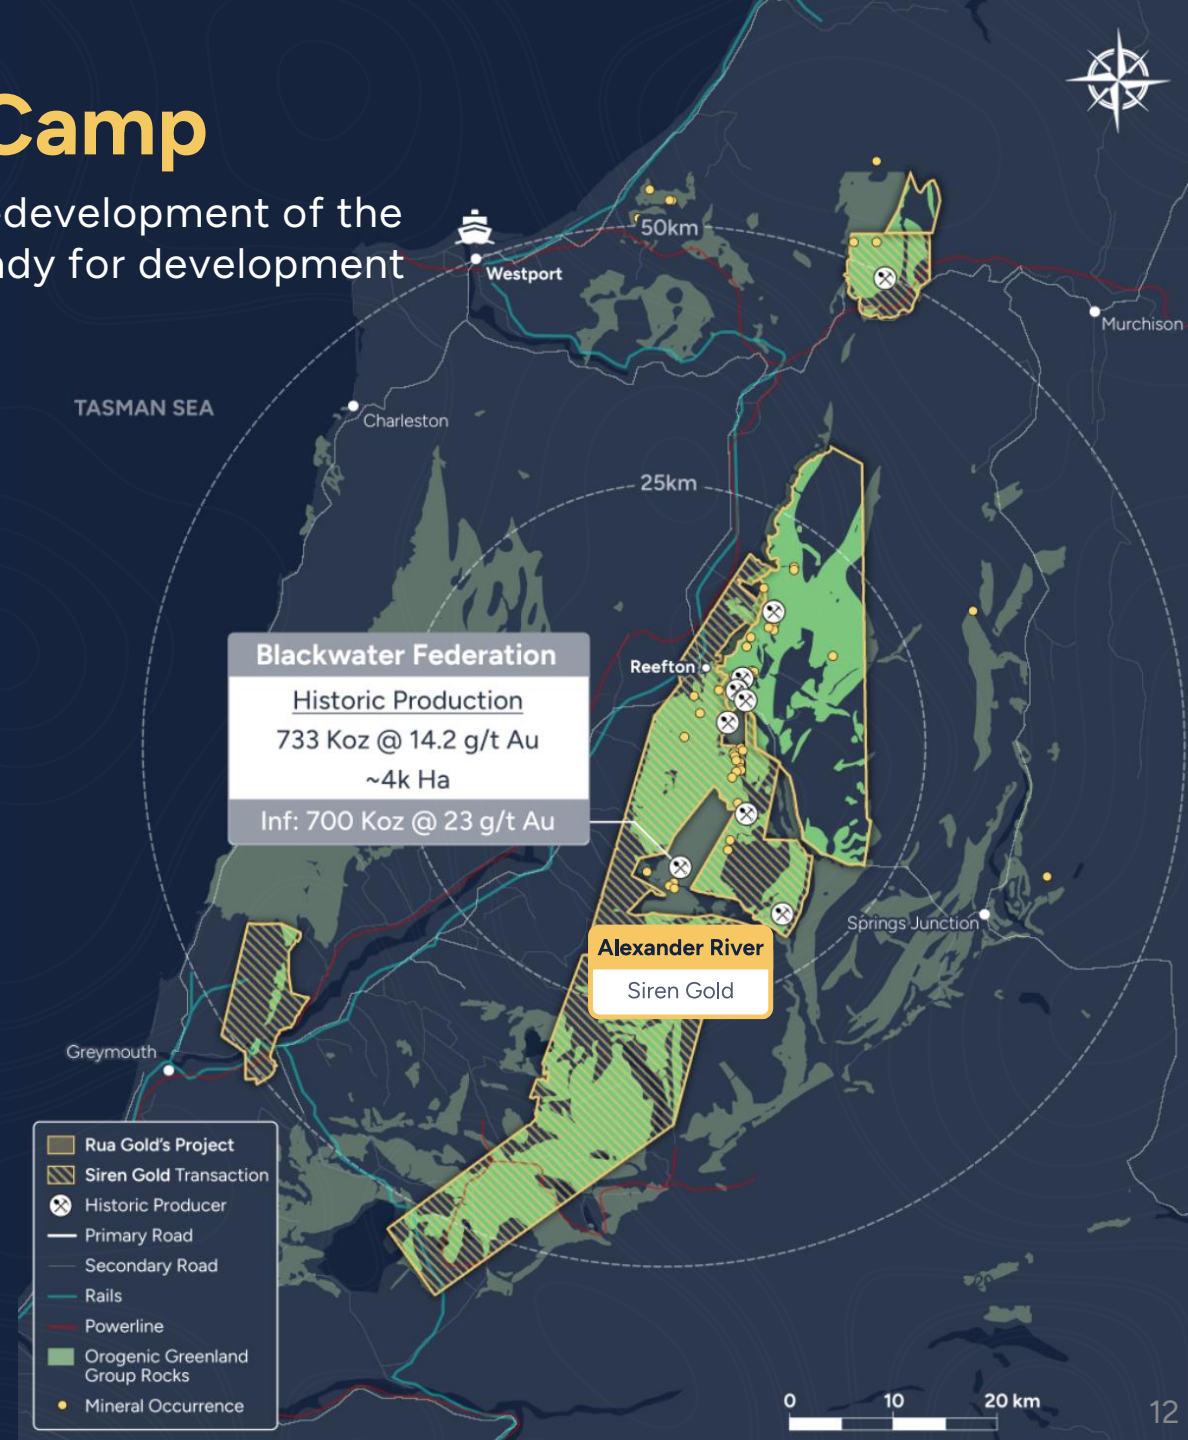 Camp
development of the
dy for development
50km
Westport
Murchison
TASMAN SEA
Charleston
25km
Blackwater Federation
Historic Production
733 Koz @ 14.2 g/t Au
~4k Ha
Inf: 700 Koz @ 23 g/t Au
Reefton
Springs Junction
Alexander River
Siren Gold
Greymouth
Rua Gold's Project
Siren Gold Transaction
Historic Producer
Primary Road
Secondary Road
Rails
Powerline
Orogenic Greenland
Group Rocks
Mineral Occurrence
0 10 20 km
12